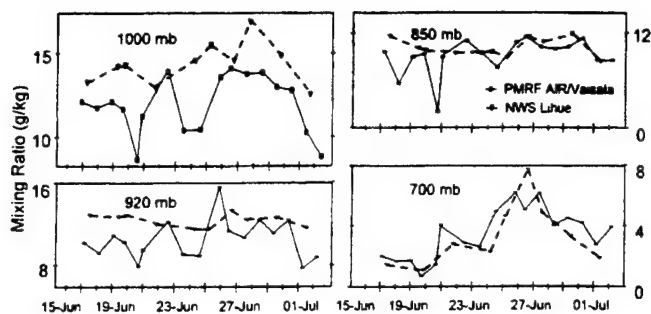 1000 mb
850 mb
12
15
PMRF AIR/Vaisala
NWS Lihue
10
0
Mixing Ratio (g/kg)
16
920 mb
700 mb
8
4
8
0
15-Jun 19-Jun 23-Jun 27-Jun 01-Jul
15-Jun 19-Jun 23-Jun 27-Jun 01-Jul